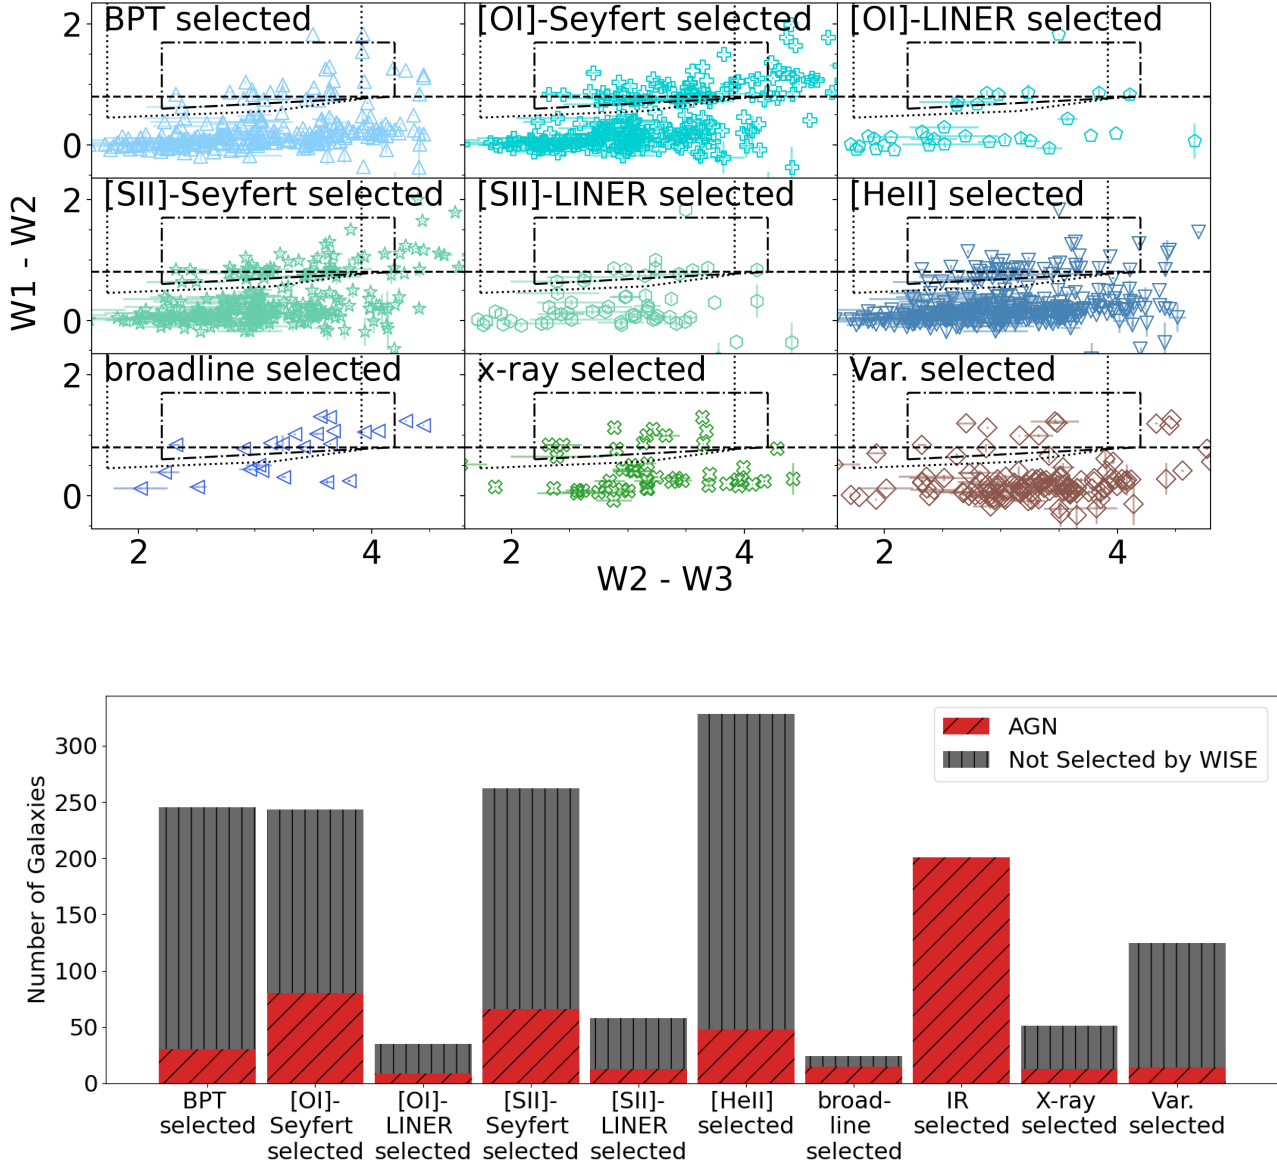 BPT selected
[OI]-Seyfert selected
[OI]-LINER selected
2
0
[SII]-Seyfert selected
[SII]-LINER selected
[HeII] selected
2
0
W1 - W2
broadline selected
x-ray selected
Var. selected
2
0
2 4 2 4 2 4
W2 - W3
Number of Galaxies
300
250
200
150
100
50
0
AGN
Not Selected by WISE
BPT
selected
[OI]-
Seyfert
selected
[OI]-
LINER
selected
[SII]-
Seyfert
selected
[SII]-
LINER
selected
[HeII]
selected
broad-
line
selected
IR
selected
X-ray
selected
Var.
selected